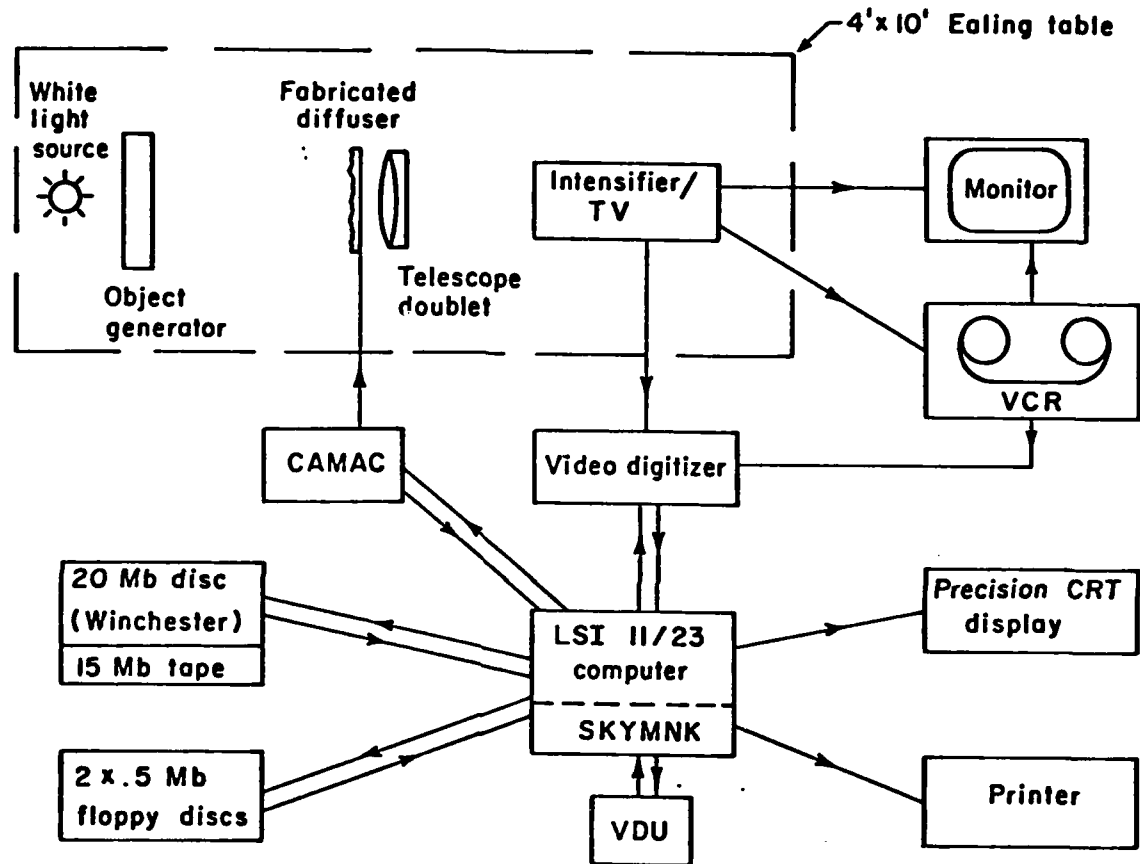 4'x 10' Ealing table
White
light
source
Fabricated
diffuser
Object
generator
Telescope
doublet
Intensifier/
TV
Monitor
VCR
CAMAC
Video digitizer
20 Mb disc
(Winchester)
15 Mb tape
LSI 11/23
computer
SKYMNK
Precision CRT
display
2 x .5 Mb
floppy discs
VDU
Printer